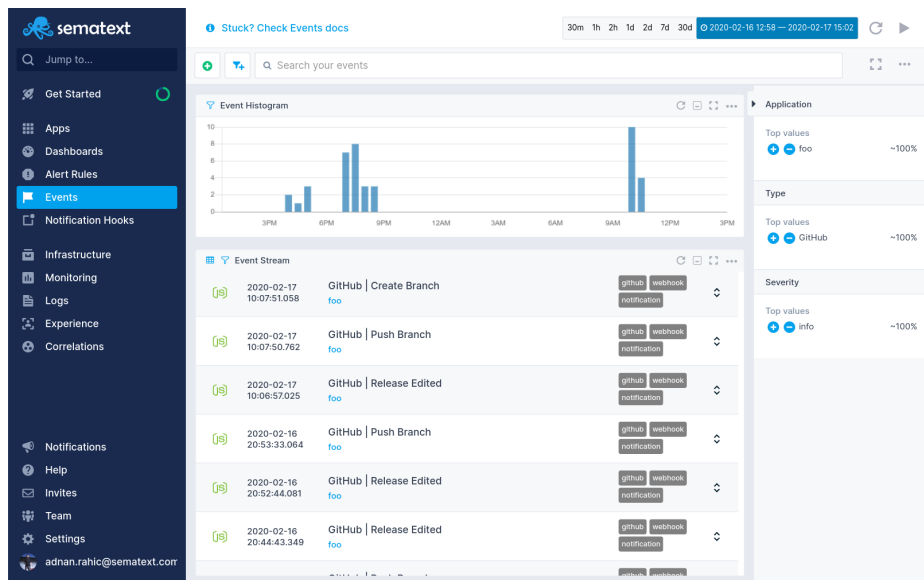 sematext
Jump to...
Get Started
Apps
Dashboards
Alert Rules
Events
Notification Hooks
Infrastructure
Monitoring
Logs
Experience
Correlations
Notifications
Help
Invites
Team
Settings
adnan.rahic@sematext.com
Stuck? Check Events docs
30m 1h 2h 1d 2d 7d 30d 2020-02-16 12:58 — 2020-02-17 15:02
Search your events
Event Histogram
10
8
6
4
2
0
3PM 6PM 9PM 12AM 3AM 6AM 9AM 12PM 3PM
Event Stream
2020-02-17
10:07:51.058
GitHub | Create Branch
foo
github webhook
notification
2020-02-17
10:07:50.762
GitHub | Push Branch
foo
github webhook
notification
2020-02-17
10:06:57.025
GitHub | Release Edited
foo
github webhook
notification
2020-02-16
20:53:33.064
GitHub | Push Branch
foo
github webhook
notification
2020-02-16
20:52:44.081
GitHub | Release Edited
foo
github webhook
notification
2020-02-16
20:44:43.349
GitHub | Release Edited
foo
github webhook
notification
Application
Top values
foo ~100%
Type
Top values
GitHub ~100%
Severity
Top values
info ~100%